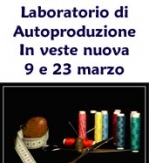 Laboratorio di
Autoproduzione
In veste nuova
9 e 23 marzo